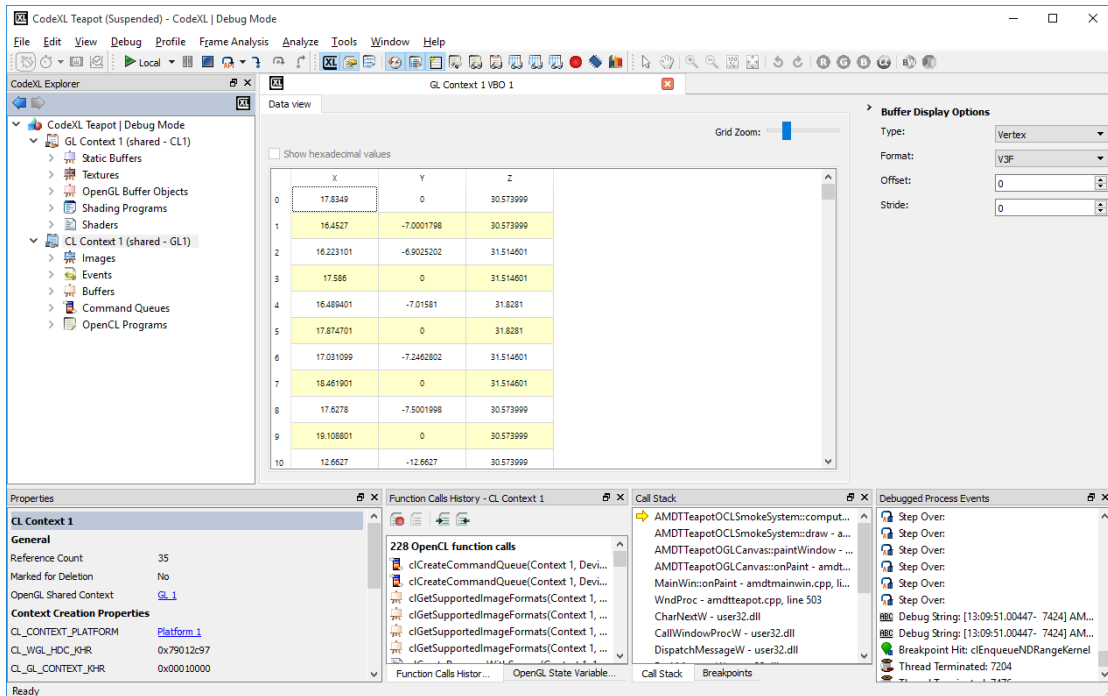 CodeXL Teapot (Suspended) - CodeXL | Debug Mode
File Edit View Debug Profile Frame Analysis Analyze Tools Window Help
Local
CodeXL Explorer
CodeXL Teapot | Debug Mode
GL Context 1 (shared - CL1)
Static Buffers
Textures
OpenGL Buffer Objects
Shading Programs
Shaders
CL Context 1 (shared - GL1)
Images
Events
Buffers
Command Queues
OpenCL Programs
GL Context 1 VBO 1
Data view
Grid Zoom:
Show hexadecimal values
X Y Z
0 17.8349 0 30.573999
1 16.4527 -7.0001798 30.573999
2 16.223101 -6.9025202 31.514601
3 17.586 0 31.514601
4 16.489401 -7.01581 31.8281
5 17.874701 0 31.8281
6 17.031099 -7.2462802 31.514601
7 18.461901 0 31.514601
8 17.6278 -7.5001998 30.573999
9 19.108801 0 30.573999
10 12.6627 -12.6627 30.573999
Buffer Display Options
Type: Vertex
Format: V3F
Offset: 0
Stride: 0
Properties
CL Context 1
General
Reference Count 35
Marked for Deletion No
OpenGL Shared Context GL 1
Context Creation Properties
CL_CONTEXT_PLATFORM Platform 1
CL_WGL_HDC_KHR 0x79012c97
CL_GL_CONTEXT_KHR 0x00010000
Function Calls History - CL Context 1
228 OpenCL function calls
clCreateCommandQueue(Context 1, Devi...
clCreateCommandQueue(Context 1, Devi...
clGetSupportedImageFormats(Context 1, ...
clGetSupportedImageFormats(Context 1, ...
clGetSupportedImageFormats(Context 1, ...
clGetSupportedImageFormats(Context 1, ...
Function Calls Histor... OpenGL State Variable...
Call Stack
AMDTTeapotOCLSmokeSystem::comput...
AMDTTeapotOCLSmokeSystem::draw - a...
AMDTTeapotOGLCanvas::paintWindow - ...
AMDTTeapotOGLCanvas::onPaint - amdt...
MainWin::onPaint - amdtmainwin.cpp, li...
WndProc - amdtteapot.cpp, line 503
CharNextW - user32.dll
CallWindowProcW - user32.dll
DispatchMessageW - user32.dll
Call Stack Breakpoints
Debugged Process Events
Step Over:
Step Over:
Step Over:
Step Over:
Step Over:
Step Over:
Debug String: [13:09:51.00447- 7424] AM...
Debug String: [13:09:51.00447- 7424] AM...
Breakpoint Hit: clEnqueueNDRangeKernel
Thread Terminated: 7204
Ready